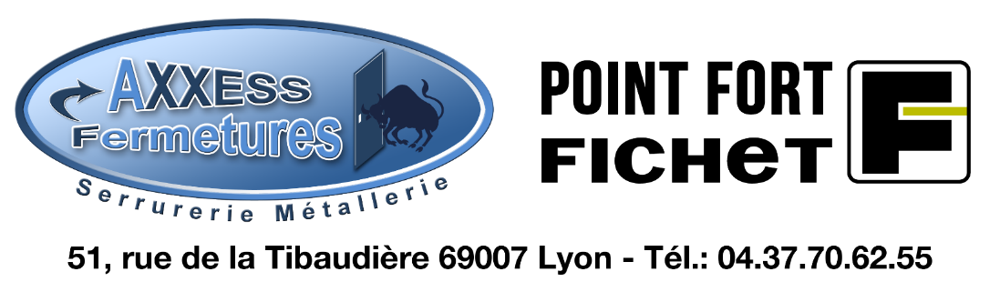 AXXESS
Fermetures
Serrurerie Métallerie
POINT FORT
FICHET
F
51, rue de la Tibaudière 69007 Lyon - Tél.: 04.37.70.62.55